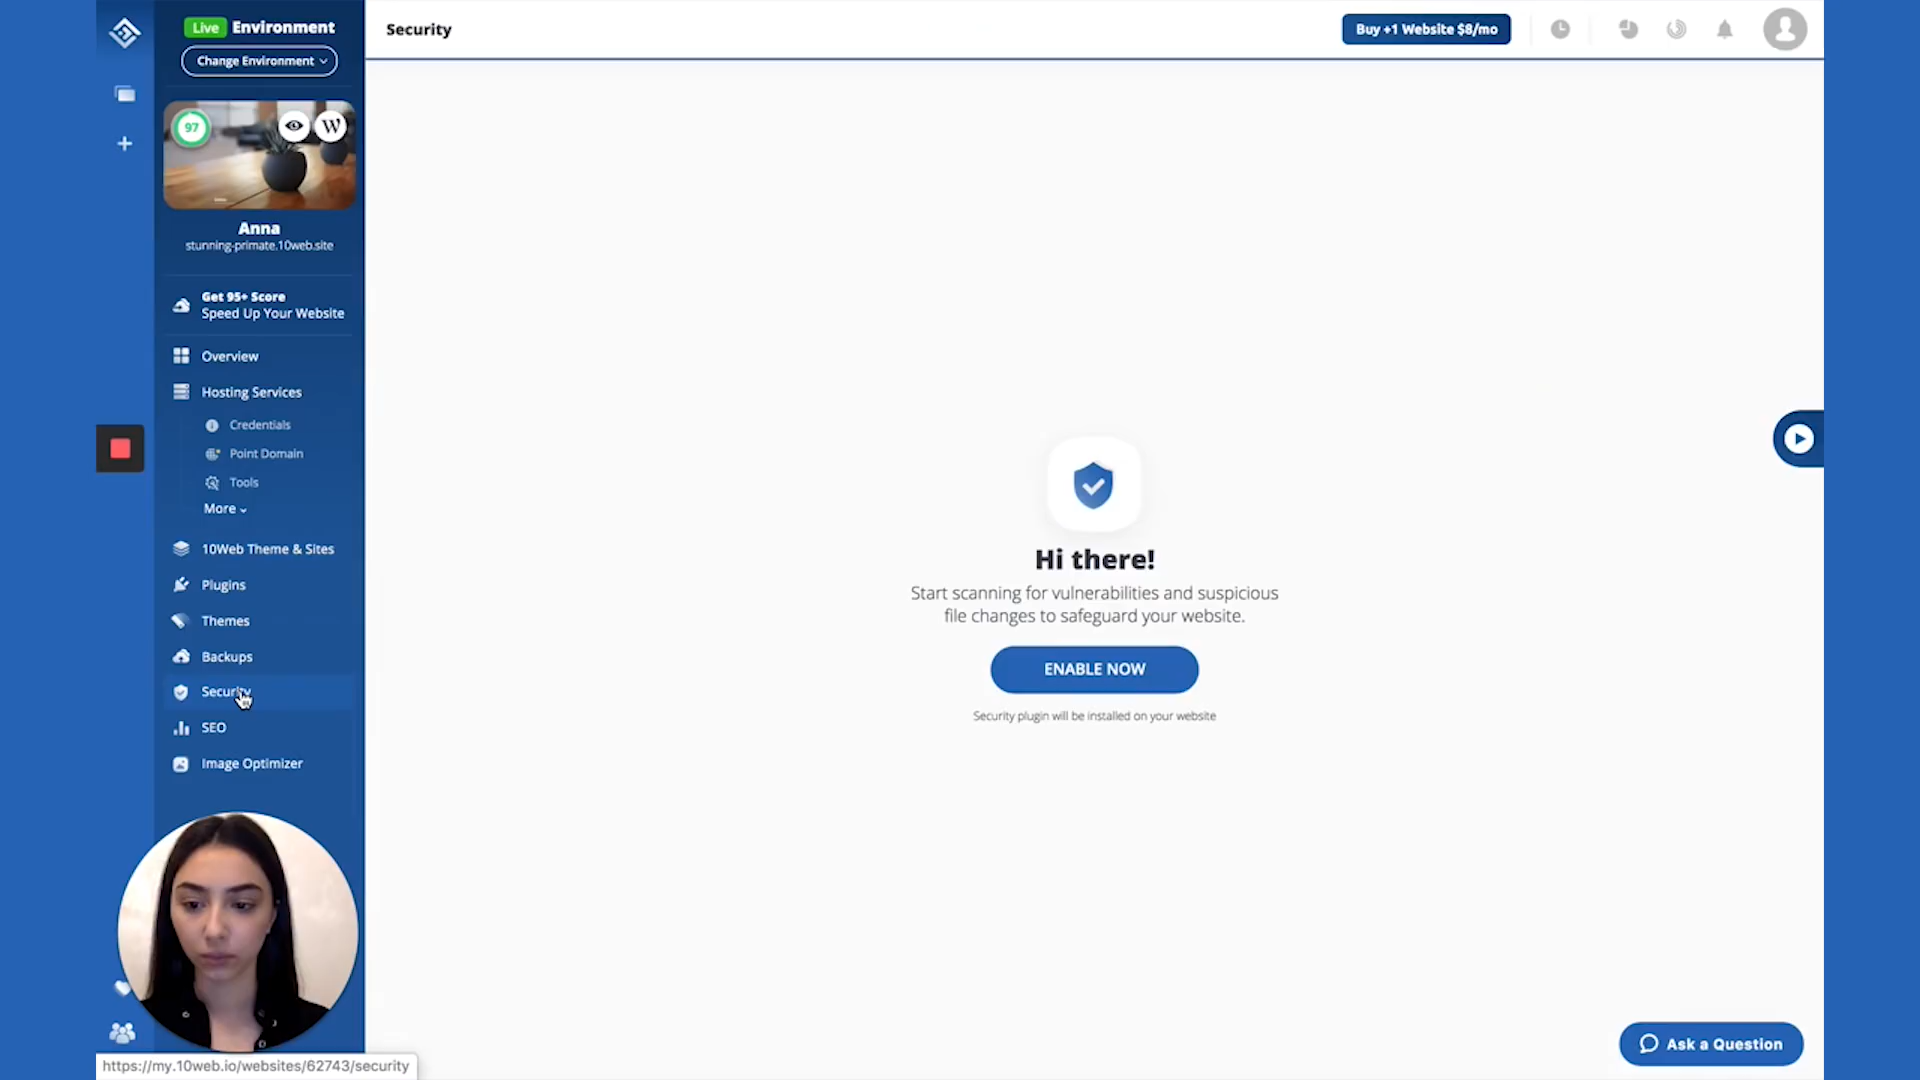 Live Environment
Change Environment
97
W
Anna
stunning-primate.10web.site
Get 95+ Score
Speed Up Your Website
Overview
Hosting Services
Credentials
Point Domain
Tools
More
10Web Theme & Sites
Plugins
Themes
Backups
Security
SEO
Image Optimizer
https://my.10web.io/websites/62743/security
Security
Buy +1 Website $8/mo
Hi there!
Start scanning for vulnerabilities and suspicious
file changes to safeguard your website.
ENABLE NOW
Security plugin will be installed on your website
Ask a Question